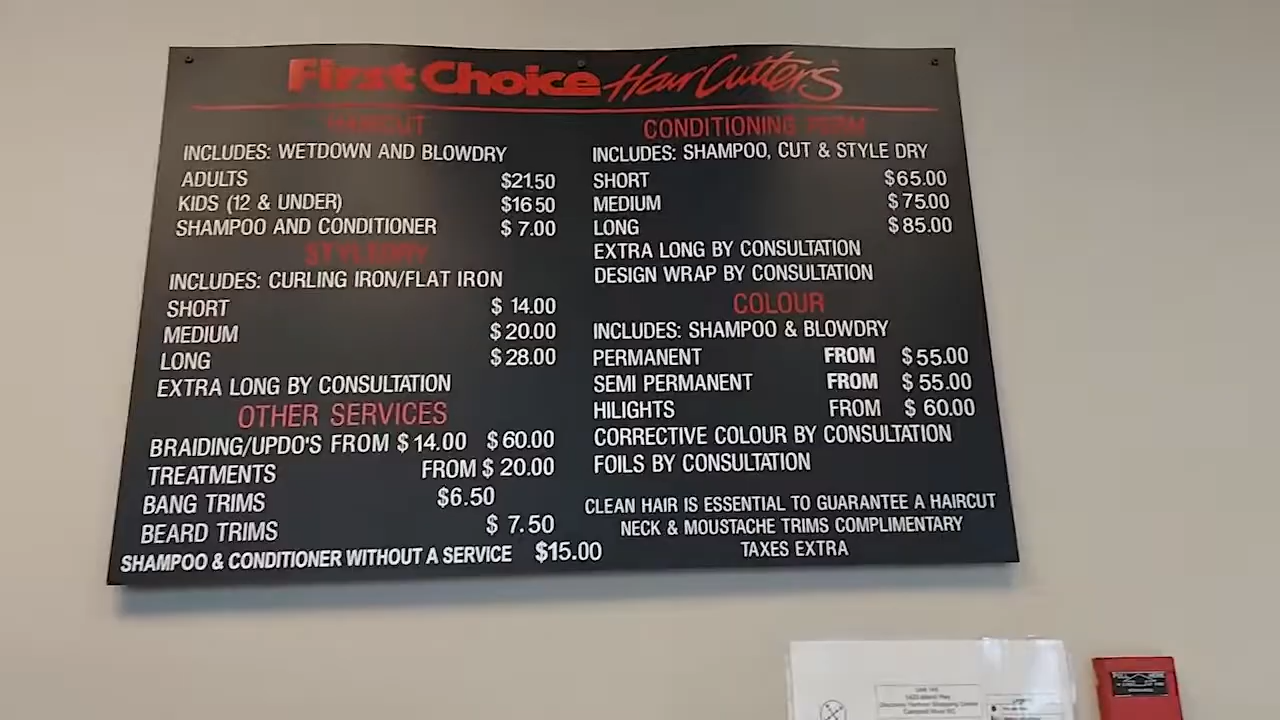 First Choice Hair Cutters
HAIRCUT
INCLUDES: WETDOWN AND BLOWDRY
ADULTS $21.50
KIDS (12 & UNDER) $16 50
SHAMPOO AND CONDITIONER $ 7.00
STYLEDRY
INCLUDES: CURLING IRON/FLAT IRON
SHORT $ 14.00
MEDIUM $ 20.00
LONG $ 28.00
EXTRA LONG BY CONSULTATION
OTHER SERVICES
BRAIDING/UPDO'S FROM $ 14.00 $ 60.00
TREATMENTS FROM $ 20.00
BANG TRIMS $6.50
BEARD TRIMS $ 7.50
SHAMPOO & CONDITIONER WITHOUT A SERVICE $15.00
CONDITIONING PERM
INCLUDES: SHAMPOO, CUT & STYLE DRY
SHORT $65.00
MEDIUM $ 75.00
LONG $ 85.00
EXTRA LONG BY CONSULTATION
DESIGN WRAP BY CONSULTATION
COLOUR
INCLUDES: SHAMPOO & BLOWDRY
PERMANENT FROM $ 55.00
SEMI PERMANENT FROM $ 55.00
HILIGHTS FROM $ 60.00
CORRECTIVE COLOUR BY CONSULTATION
FOILS BY CONSULTATION
CLEAN HAIR IS ESSENTIAL TO GUARANTEE A HAIRCUT
NECK & MOUSTACHE TRIMS COMPLIMENTARY
TAXES EXTRA